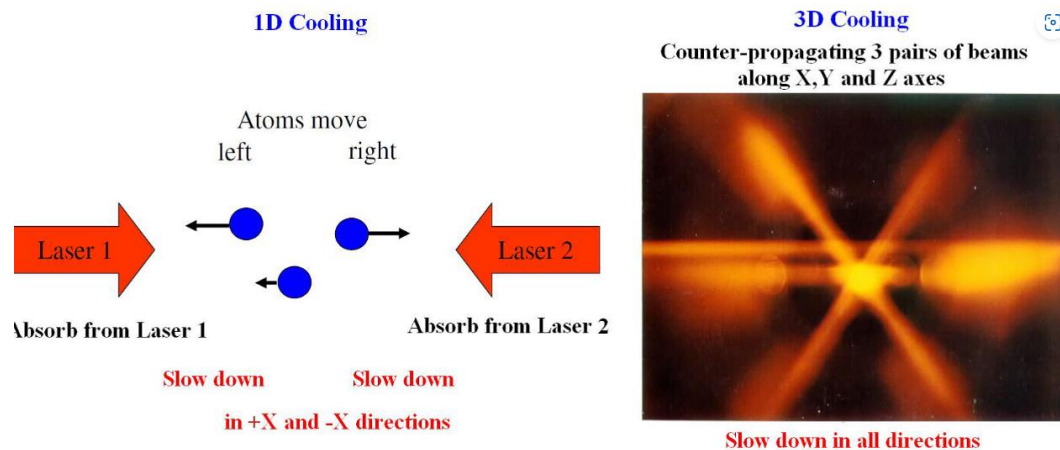 1D Cooling
Atoms move
left right
Laser 1
Laser 2
Absorb from Laser 1
Absorb from Laser 2
Slow down Slow down
in +X and -X directions
3D Cooling
Counter-propagating 3 pairs of beams
along X,Y and Z axes
Slow down in all directions